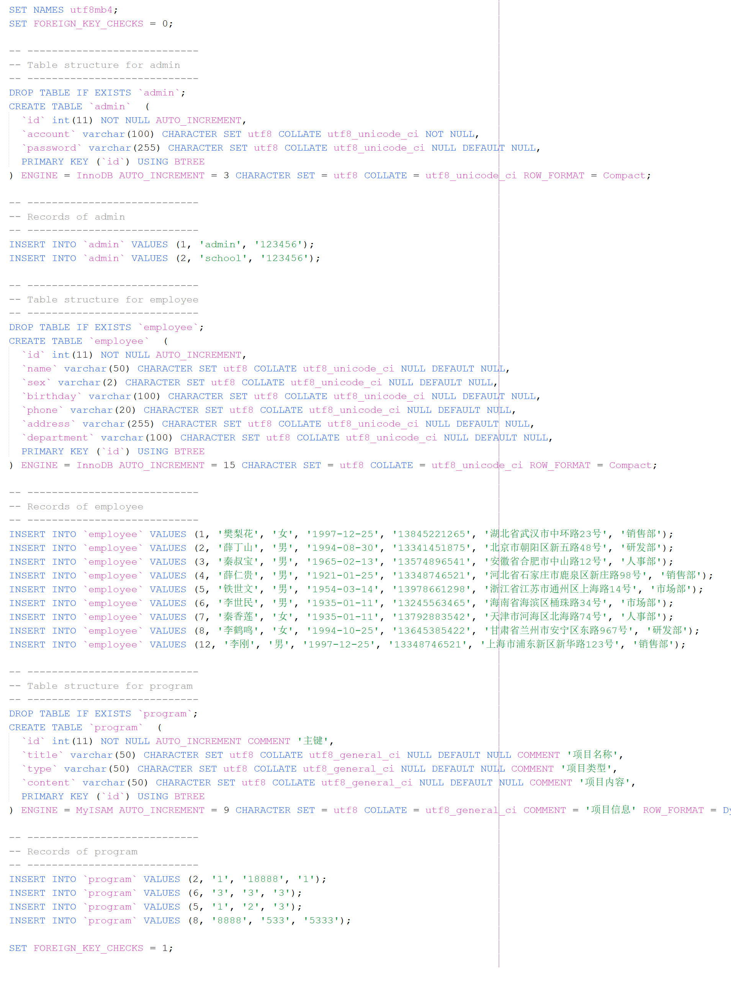 SET NAMES utf8mb4;
SET FOREIGN_KEY_CHECKS = 0;
-- ----------------------------
-- Table structure for admin
-- ----------------------------
DROP TABLE IF EXISTS `admin`;
CREATE TABLE `admin`  (
  `id` int(11) NOT NULL AUTO_INCREMENT,
  `account` varchar(100) CHARACTER SET utf8 COLLATE utf8_unicode_ci NOT NULL,
  `password` varchar(255) CHARACTER SET utf8 COLLATE utf8_unicode_ci NULL DEFAULT NULL,
  PRIMARY KEY (`id`) USING BTREE
) ENGINE = InnoDB AUTO_INCREMENT = 3 CHARACTER SET = utf8 COLLATE = utf8_unicode_ci ROW_FORMAT = Compact;
-- ----------------------------
-- Records of admin
-- ----------------------------
INSERT INTO `admin` VALUES (1, 'admin', '123456');
INSERT INTO `admin` VALUES (2, 'school', '123456');
-- ----------------------------
-- Table structure for employee
-- ----------------------------
DROP TABLE IF EXISTS `employee`;
CREATE TABLE `employee`  (
  `id` int(11) NOT NULL AUTO_INCREMENT,
  `name` varchar(50) CHARACTER SET utf8 COLLATE utf8_unicode_ci NULL DEFAULT NULL,
  `sex` varchar(2) CHARACTER SET utf8 COLLATE utf8_unicode_ci NULL DEFAULT NULL,
  `birthday` varchar(100) CHARACTER SET utf8 COLLATE utf8_unicode_ci NULL DEFAULT NULL,
  `phone` varchar(20) CHARACTER SET utf8 COLLATE utf8_unicode_ci NULL DEFAULT NULL,
  `address` varchar(255) CHARACTER SET utf8 COLLATE utf8_unicode_ci NULL DEFAULT NULL,
  `department` varchar(100) CHARACTER SET utf8 COLLATE utf8_unicode_ci NULL DEFAULT NULL,
  PRIMARY KEY (`id`) USING BTREE
) ENGINE = InnoDB AUTO_INCREMENT = 15 CHARACTER SET = utf8 COLLATE = utf8_unicode_ci ROW_FORMAT = Compact;
-- ----------------------------
-- Records of employee
-- ----------------------------
INSERT INTO `employee` VALUES (1, '樊梨花', '女', '1997-12-25', '13845221265', '湖北省武汉市中环路23号', '销售部');
INSERT INTO `employee` VALUES (2, '薛丁山', '男', '1994-08-30', '13341451875', '北京市朝阳区新五路48号', '研发部');
INSERT INTO `employee` VALUES (3, '秦叔宝', '男', '1965-02-13', '13574896541', '安徽省合肥市中山路12号', '人事部');
INSERT INTO `employee` VALUES (4, '薛仁贵', '男', '1921-01-25', '13348746521', '河北省石家庄市鹿泉区新庄路98号', '销售部');
INSERT INTO `employee` VALUES (5, '铁世文', '男', '1954-03-14', '13978661298', '浙江省江苏市通州区上海路14号', '市场部');
INSERT INTO `employee` VALUES (6, '李世民', '男', '1935-01-11', '13245563465', '海南省海滨区桶珠路34号', '市场部');
INSERT INTO `employee` VALUES (7, '秦香莲', '女', '1935-01-11', '13792883542', '天津市河海区北海路74号', '人事部');
INSERT INTO `employee` VALUES (8, '李鹤鸣', '女', '1994-10-25', '13645385422', '甘肃省兰州市安宁区东路967号', '研发部');
INSERT INTO `employee` VALUES (12, '李刚', '男', '1997-12-25', '13348746521', '上海市浦东新区新华路123号', '销售部');
-- ----------------------------
-- Table structure for program
-- ----------------------------
DROP TABLE IF EXISTS `program`;
CREATE TABLE `program`  (
  `id` int(11) NOT NULL AUTO_INCREMENT COMMENT '主键',
  `title` varchar(50) CHARACTER SET utf8 COLLATE utf8_general_ci NULL DEFAULT NULL COMMENT '项目名称',
  `type` varchar(50) CHARACTER SET utf8 COLLATE utf8_general_ci NULL DEFAULT NULL COMMENT '项目类型',
  `content` varchar(50) CHARACTER SET utf8 COLLATE utf8_general_ci NULL DEFAULT NULL COMMENT '项目内容',
  PRIMARY KEY (`id`) USING BTREE
) ENGINE = MyISAM AUTO_INCREMENT = 9 CHARACTER SET = utf8 COLLATE = utf8_general_ci COMMENT = '项目信息' ROW_FORMAT =
-- ----------------------------
-- Records of program
-- ----------------------------
INSERT INTO `program` VALUES (2, '1', '18888', '1');
INSERT INTO `program` VALUES (6, '3', '3', '3');
INSERT INTO `program` VALUES (5, '1', '2', '3');
INSERT INTO `program` VALUES (8, '8888', '533', '5333');
SET FOREIGN_KEY_CHECKS = 1;